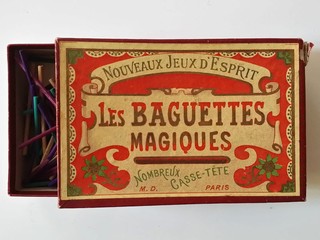 NOUVEAUX JEUX D'ESPRIT
LES BAGUETTES
MAGIQUES
NOMBREUX
CASSE-TÊTE
M.D. PARIS